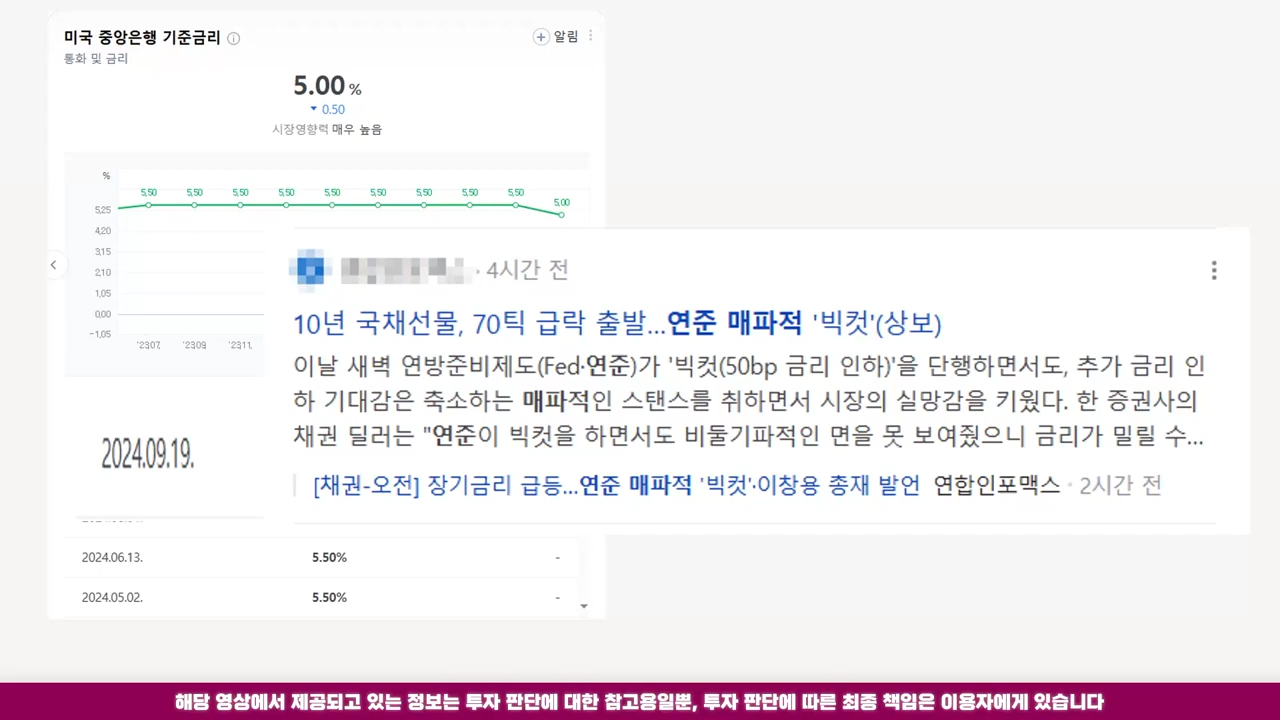 미국 중앙은행 기준금리
알림
통화 및 금리
5.00 %
0.50
시장영향력 매우 높음
%
5.50 5.50 5.50 5.50 5.50 5.50 5.50 5.50 5.50 5.00
5.25
4.20
3.15
2.10
1.05
0.00
-1.05
'23.07. '23.09. '23.11.
· 4시간 전
10년 국채선물, 70틱 급락 출발...연준 매파적 '빅컷'(상보)
이날 새벽 연방준비제도(Fed·연준)가 '빅컷(50bp 금리 인하)'을 단행하면서도, 추가 금리 인
하 기대감은 축소하는 매파적인 스탠스를 취하면서 시장의 실망감을 키웠다. 한 증권사의
채권 딜러는 "연준이 빅컷을 하면서도 비둘기파적인 면을 못 보여줬으니 금리가 밀릴 수...
[채권-오전] 장기금리 급등...연준 매파적 '빅컷'·이창용 총재 발언 연합인포맥스 · 2시간 전
2024.09.19.
2024.06.13. 5.50% -
2024.05.02. 5.50% -
해당 영상에서 제공되고 있는 정보는 투자 판단에 대한 참고용일뿐, 투자 판단에 따른 최종 책임은 이용자에게 있습니다